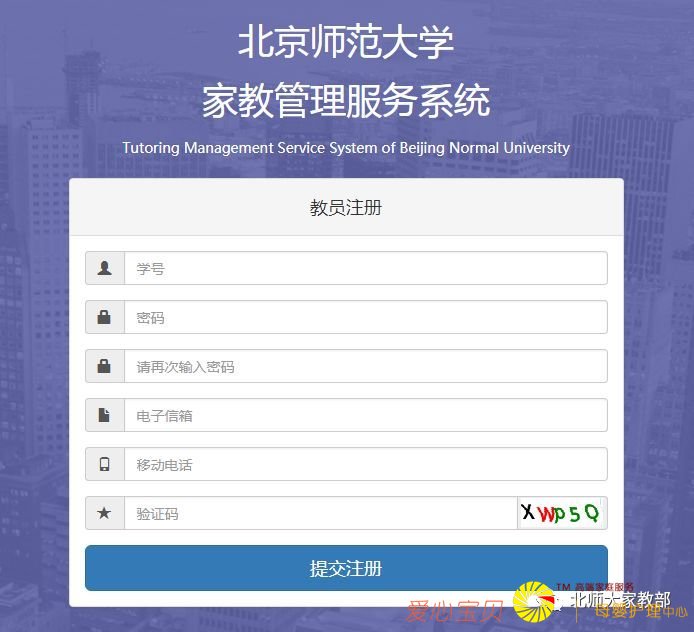 北京师范大学
家教管理服务系统
Tutoring Management Service System of Beijing Normal University
教员注册
学号
密码
请再次输入密码
电子信箱
移动电话
验证码
XWp5Q
提交注册
TM 高端家庭服务
爱心宝贝
北师大家教部
母婴护理中心